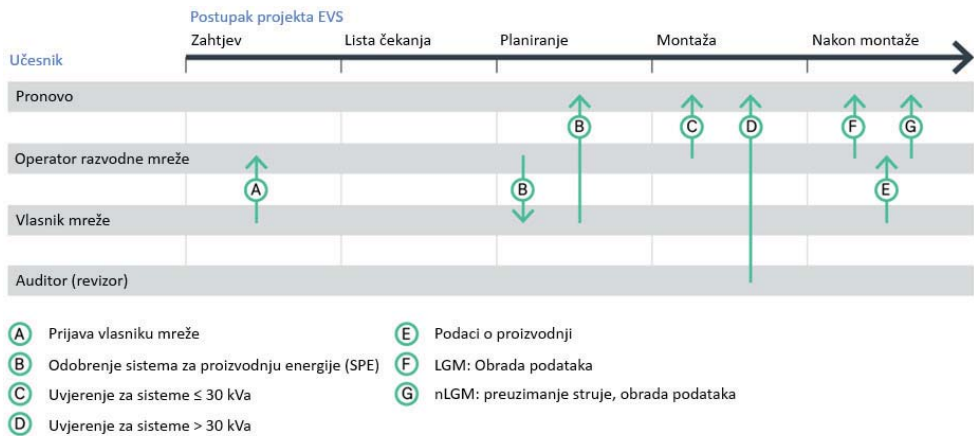 Postupak projekta EVS
Učesnik
Zahtjev
Lista čekanja
Planiranje
Montaža
Nakon montaže
Pronovo
B
C
D
F
G
Operator razvodne mreže
A
B
E
Vlasnik mreže
Auditor (revizor)
A Prijava vlasniku mreže
B Odobrenje sistema za proizvodnju energije (SPE)
C Uvjerenje za sisteme ≤ 30 kVa
D Uvjerenje za sisteme > 30 kVa
E Podaci o proizvodnji
F LGM: Obrada podataka
G nLGM: preuzimanje struje, obrada podataka